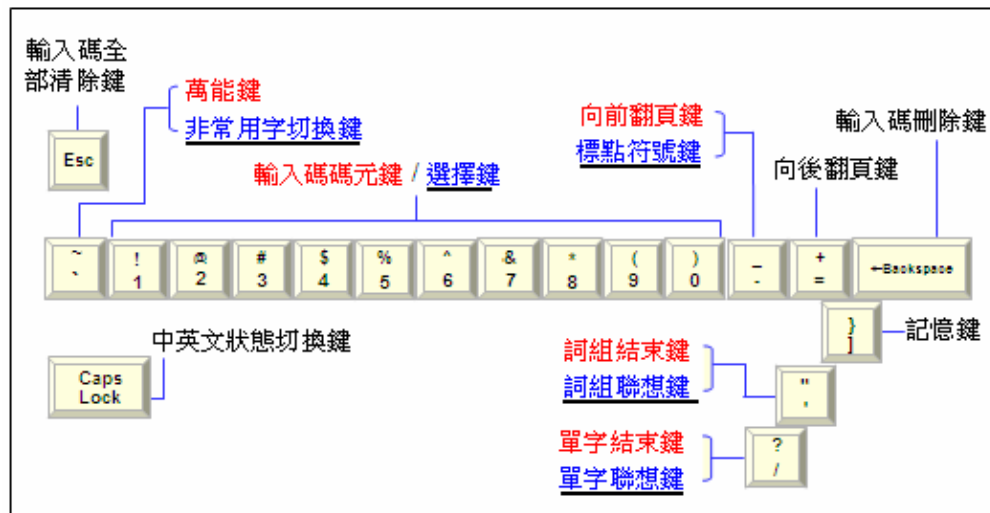 輸入碼全
部清除鍵
萬能鍵
非常用字切換鍵
向前翻頁鍵
標點符號鍵
輸入碼刪除鍵
Esc
輸入碼碼元鍵 / 選擇鍵
向後翻頁鍵
~ ! @ # $ % ^ & * ( ) _ +
` 1 2 3 4 5 6 7 8 9 0 - = ←Backspace
中英文狀態切換鍵
}
]
記憶鍵
Caps
Lock
詞組結束鍵
詞組聯想鍵
"
'
單字結束鍵
單字聯想鍵
?
/